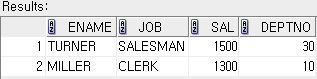 Results:
ENAME JOB SAL DEPTNO
1 TURNER SALESMAN 1500 30
2 MILLER CLERK 1300 10